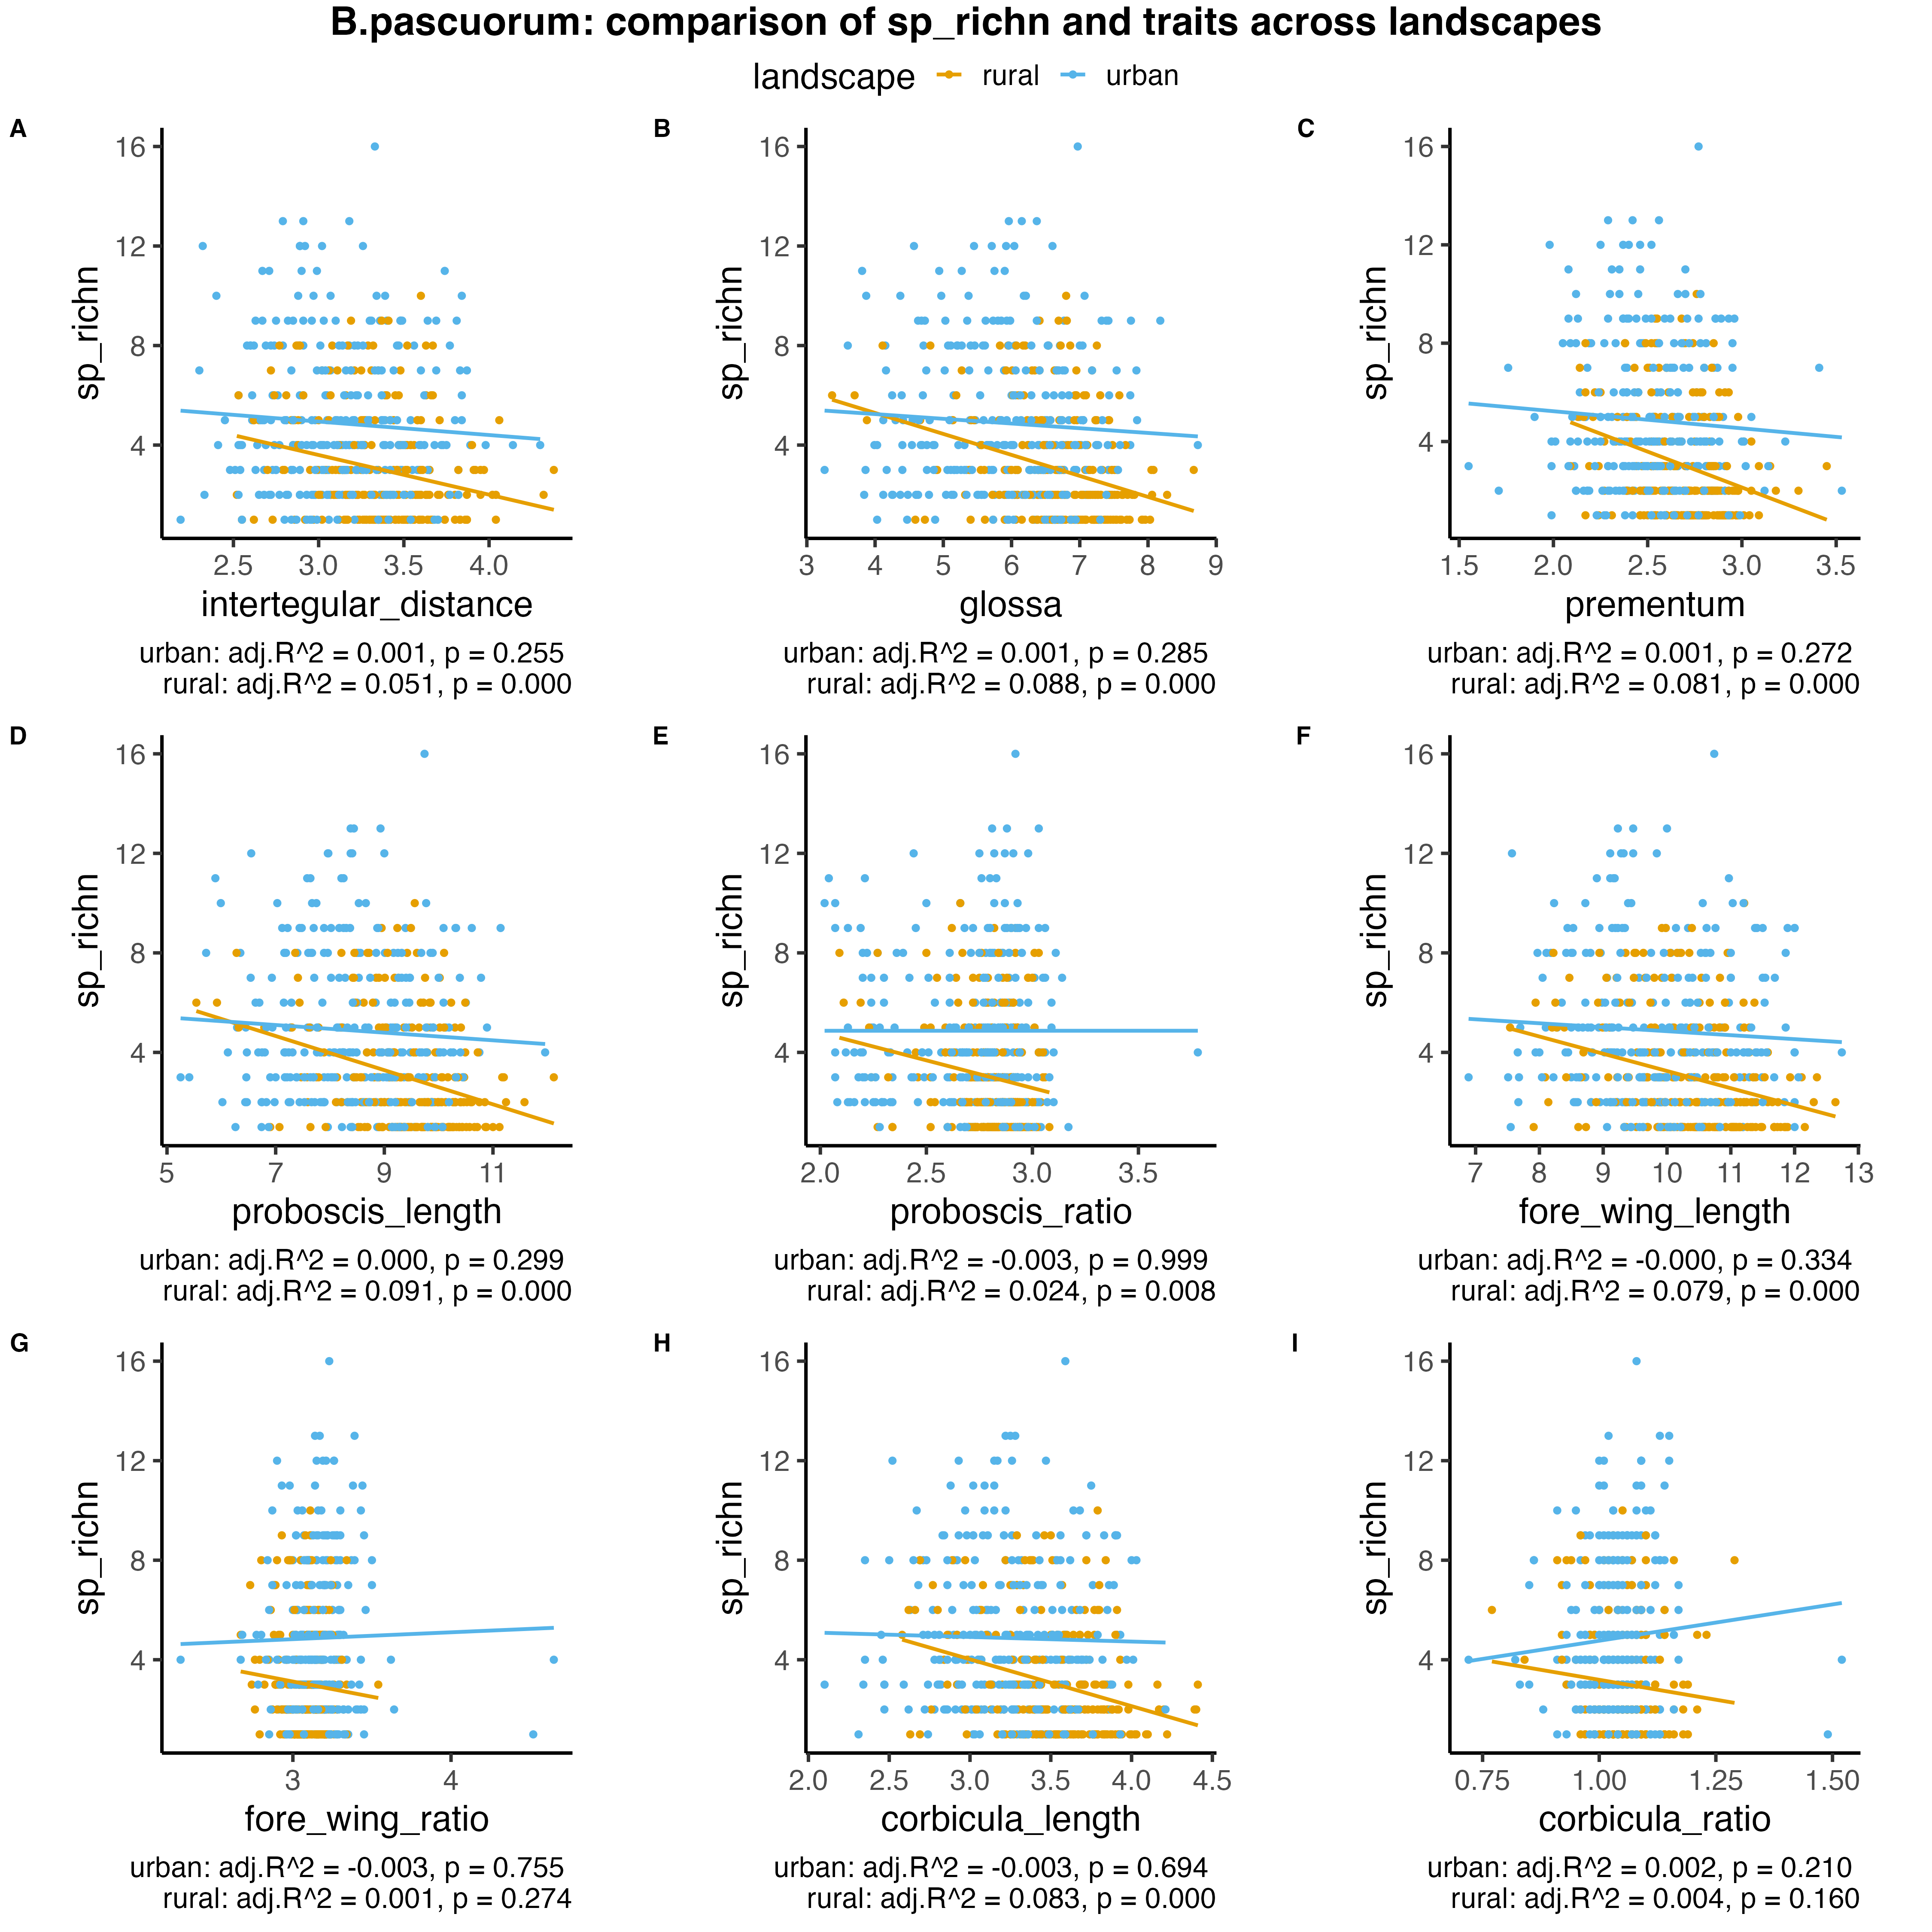 B.pascuorum: comparison of sp_richn and traits across landscapes
landscape rural urban
A
sp_richn
16
12
8
4
2.5 3.0 3.5 4.0
intertegular_distance
urban: adj.R^2 = 0.001, p = 0.255
rural: adj.R^2 = 0.051, p = 0.000
B
sp_richn
16
12
8
4
3 4 5 6 7 8 9
glossa
urban: adj.R^2 = 0.001, p = 0.285
rural: adj.R^2 = 0.088, p = 0.000
C
sp_richn
16
12
8
4
1.5 2.0 2.5 3.0 3.5
prementum
urban: adj.R^2 = 0.001, p = 0.272
rural: adj.R^2 = 0.081, p = 0.000
D
sp_richn
16
12
8
4
5 7 9 11
proboscis_length
urban: adj.R^2 = 0.000, p = 0.299
rural: adj.R^2 = 0.091, p = 0.000
E
sp_richn
16
12
8
4
2.0 2.5 3.0 3.5
proboscis_ratio
urban: adj.R^2 = -0.003, p = 0.999
rural: adj.R^2 = 0.024, p = 0.008
F
sp_richn
16
12
8
4
7 8 9 10 11 12 13
fore_wing_length
urban: adj.R^2 = -0.000, p = 0.334
rural: adj.R^2 = 0.079, p = 0.000
G
sp_richn
16
12
8
4
3 4
fore_wing_ratio
urban: adj.R^2 = -0.003, p = 0.755
rural: adj.R^2 = 0.001, p = 0.274
H
sp_richn
16
12
8
4
2.0 2.5 3.0 3.5 4.0 4.5
corbicula_length
urban: adj.R^2 = -0.003, p = 0.694
rural: adj.R^2 = 0.083, p = 0.000
I
sp_richn
16
12
8
4
0.75 1.00 1.25 1.50
corbicula_ratio
urban: adj.R^2 = 0.002, p = 0.210
rural: adj.R^2 = 0.004, p = 0.160